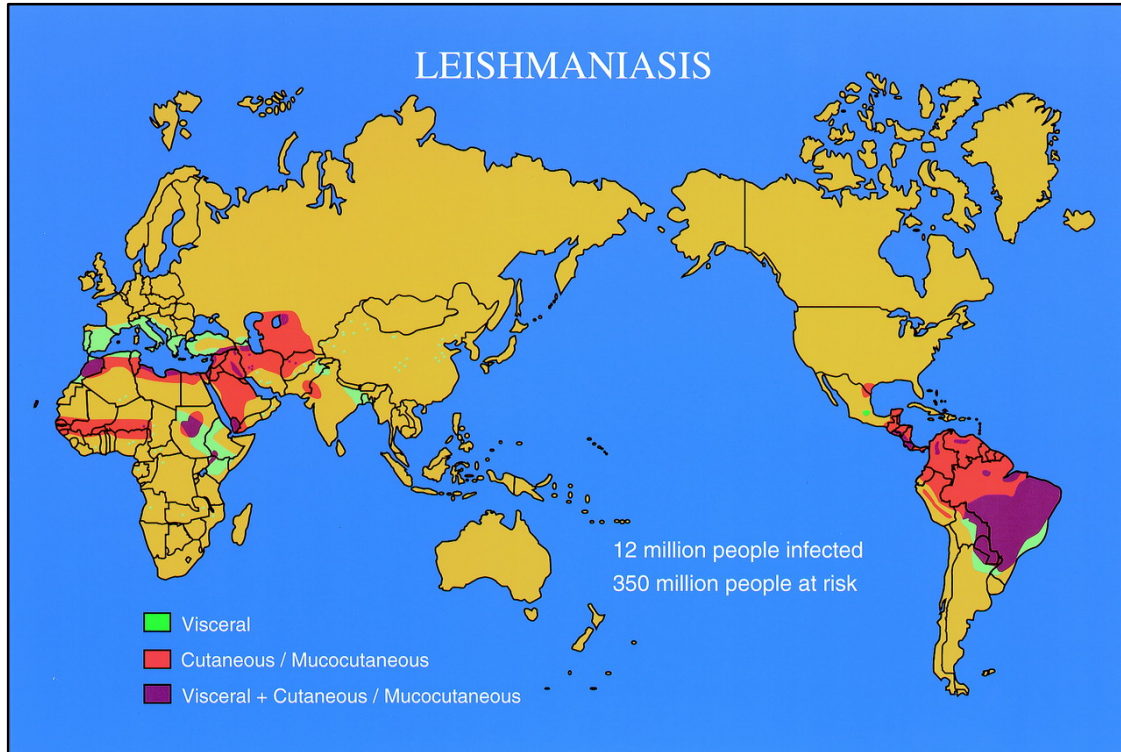 LEISHMANIASIS
12 million people infected
350 million people at risk
Visceral
Cutaneous / Mucocutaneous
Visceral + Cutaneous / Mucocutaneous